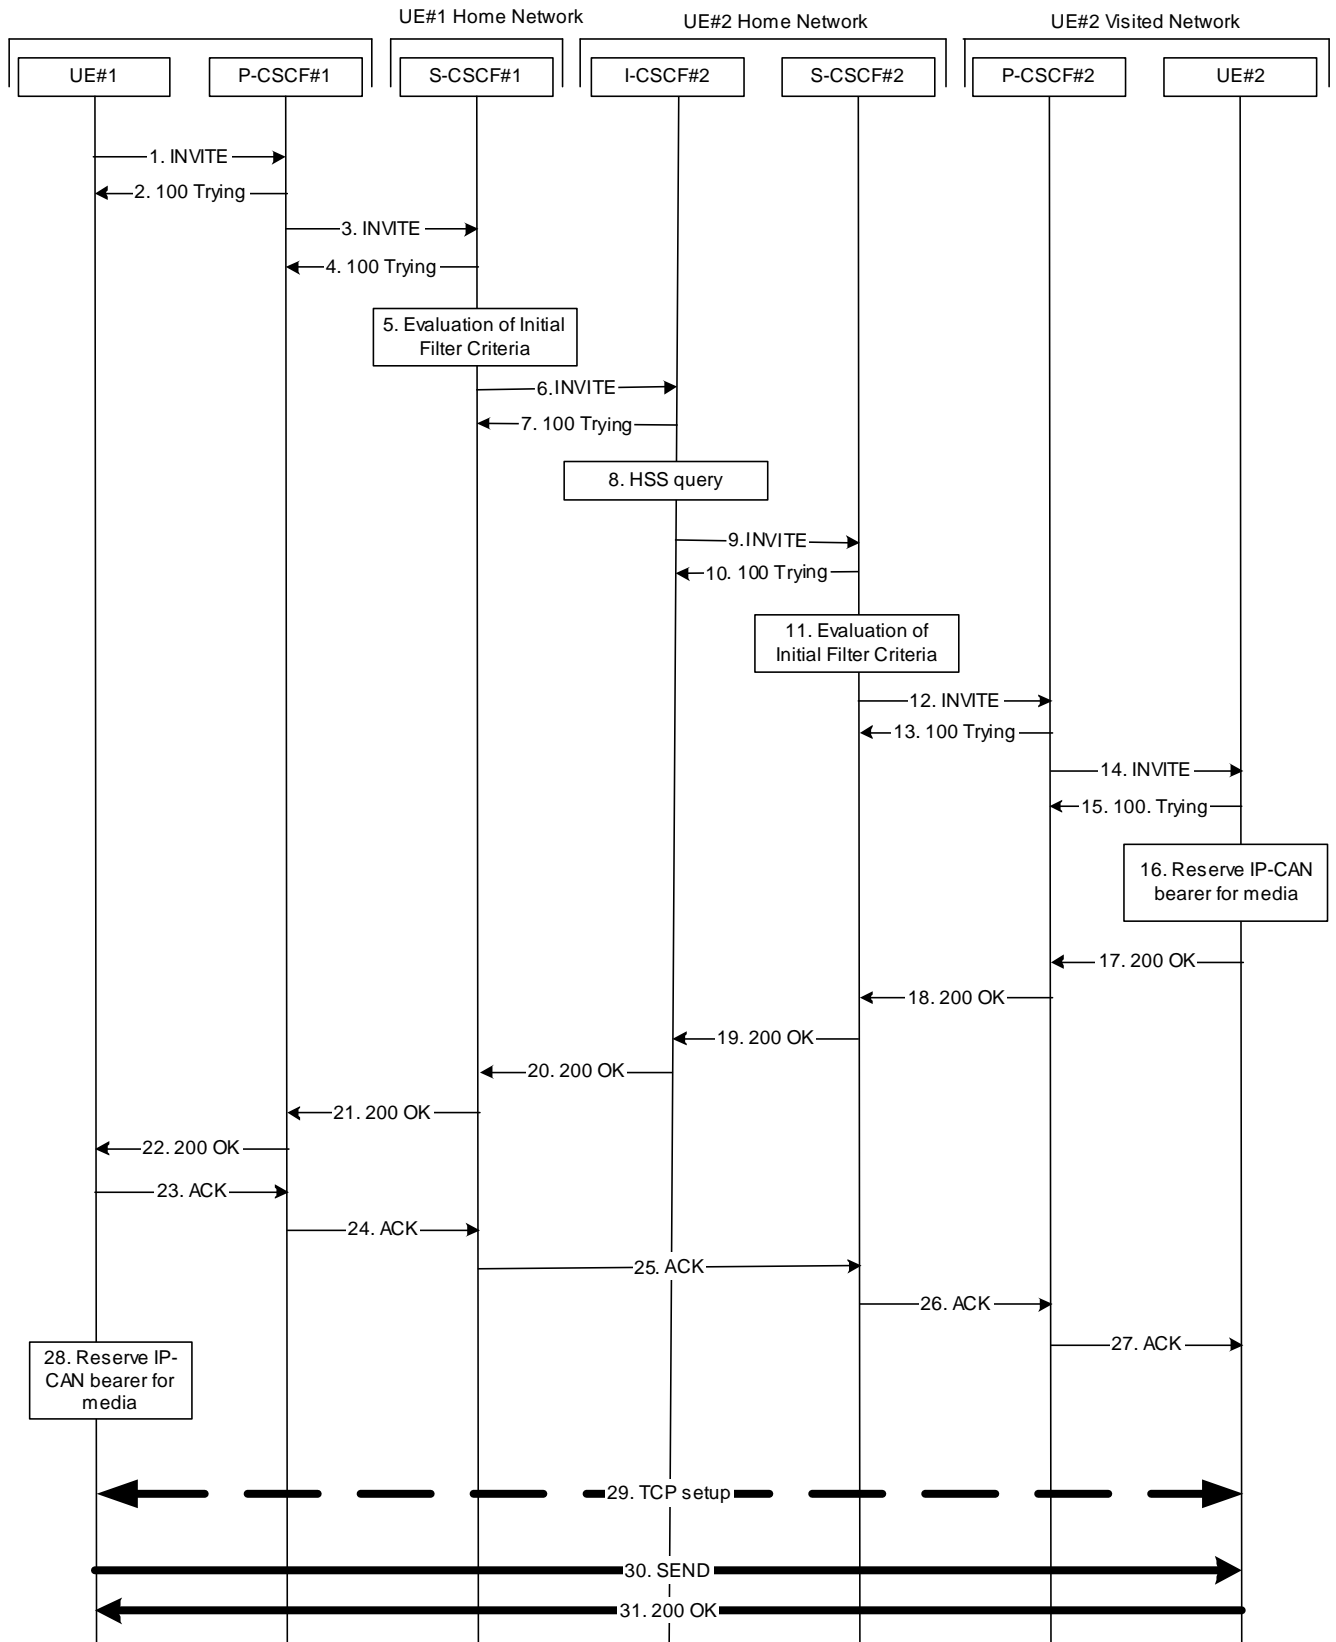 UE#1 Home Network
UE#2 Home Network
UE#2 Visited Network
UE#1
P-CSCF#1
S-CSCF#1
I-CSCF#2
S-CSCF#2
P-CSCF#2
UE#2
1. INVITE
2. 100 Trying
3. INVITE
4. 100 Trying
5. Evaluation of Initial
Filter Criteria
6.INVITE
7. 100 Trying
8. HSS query
9.INVITE
10. 100 Trying
11. Evaluation of
Initial Filter Criteria
12. INVITE
13. 100 Trying
14. INVITE
15. 100. Trying
16. Reserve IP-CAN
bearer for media
17. 200 OK
18. 200 OK
19. 200 OK
20. 200 OK
21. 200 OK
22. 200 OK
23. ACK
24. ACK
25. ACK
26. ACK
27. ACK
28. Reserve IP-
CAN bearer for
media
29. TCP setup
30. SEND
31. 200 OK